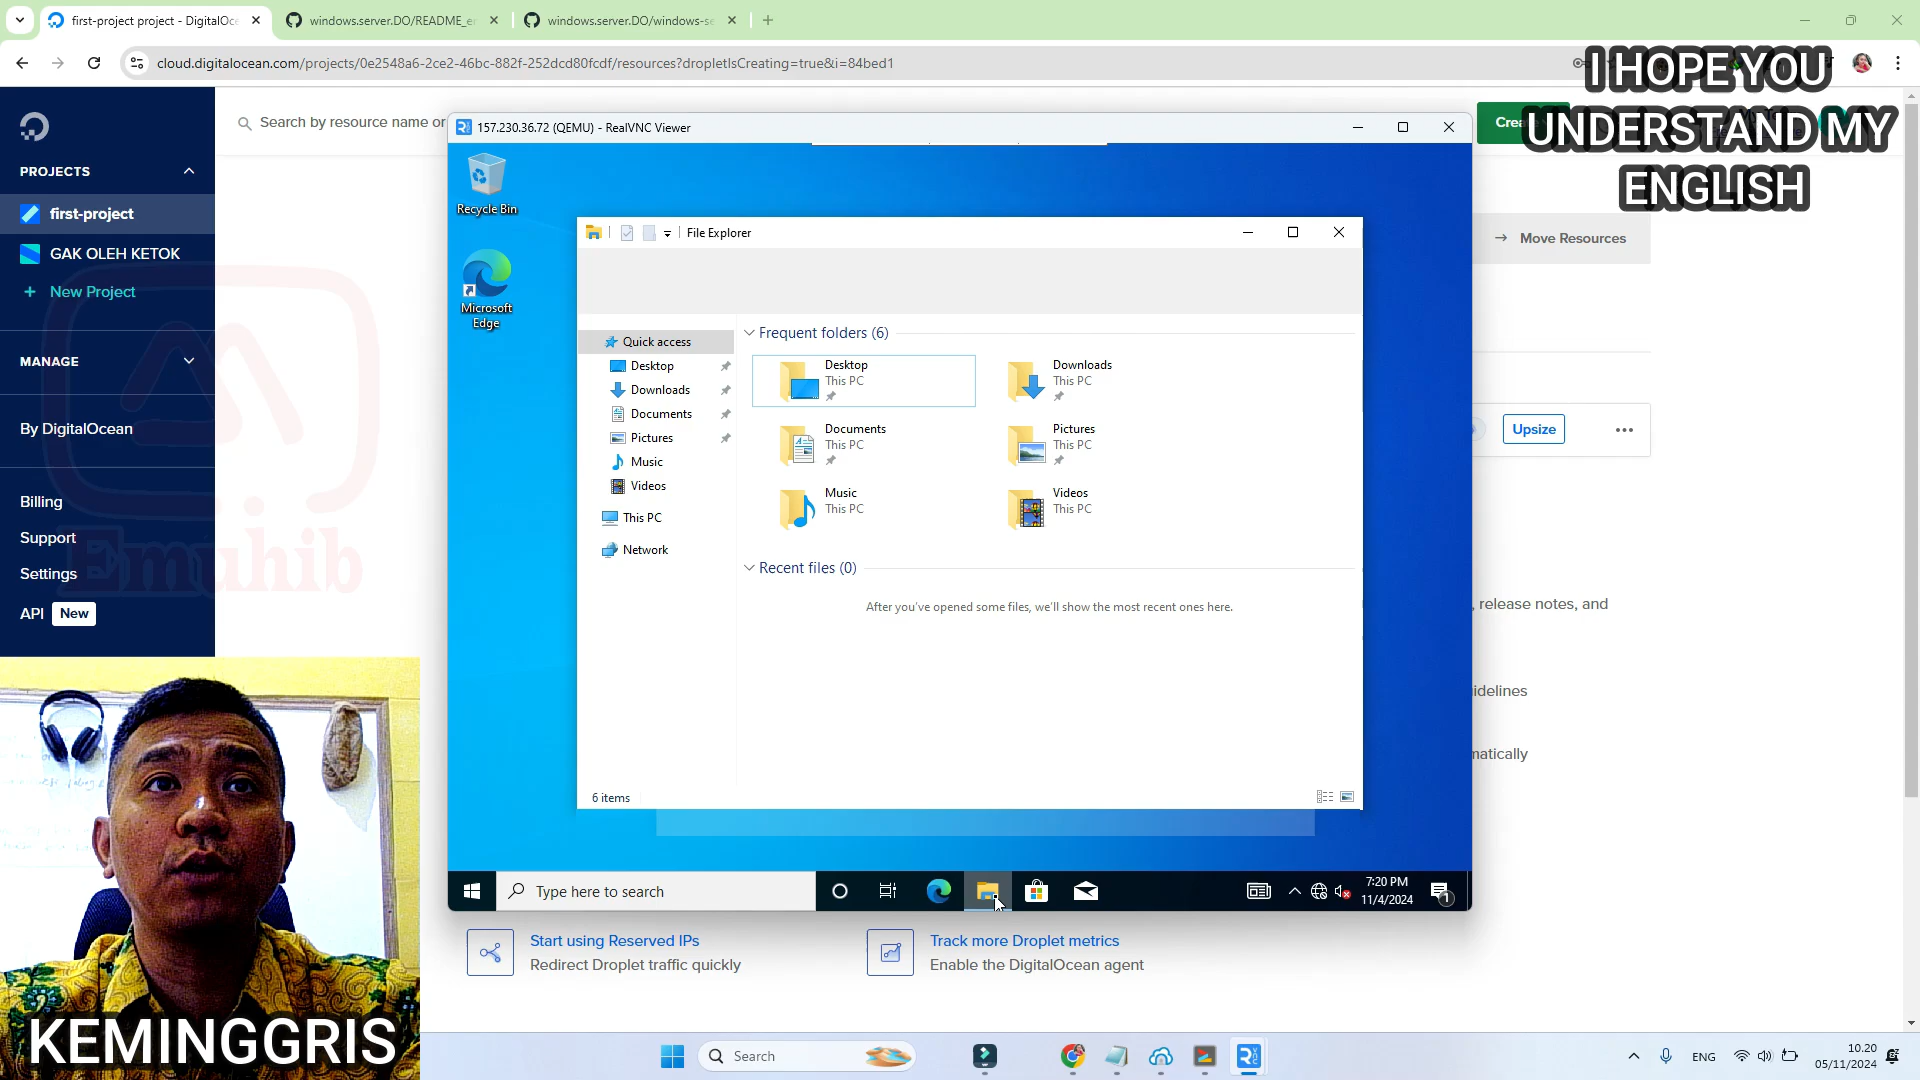 first-project project - DigitalOce
windows.server.DO/README_e
windows.server.DO/windows-se
cloud.digitalocean.com/projects/0e2548a6-2ce2-46bc-882f-252dcd80fcdf/resources?dropletIsCreating=true&i=84bed1
I HOPE YOU
UNDERSTAND MY
ENGLISH
Search by resource name or
Crea
PROJECTS
first-project
GAK OLEH KETOK
+ New Project
MANAGE
By DigitalOcean
Billing
Support
Settings
API New
Emuhib
157.230.36.72 (QEMU) - RealVNC Viewer
Recycle Bin
Microsoft
Edge
File Explorer
Quick access
Desktop
Downloads
Documents
Pictures
Music
Videos
This PC
Network
Frequent folders (6)
Desktop
This PC
Downloads
This PC
Documents
This PC
Pictures
This PC
Music
This PC
Videos
This PC
Recent files (0)
After you've opened some files, we'll show the most recent ones here.
6 items
Type here to search
7:20 PM
11/4/2024
1
Move Resources
Upsize
, release notes, and
idelines
matically
Start using Reserved IPs
Redirect Droplet traffic quickly
Track more Droplet metrics
Enable the DigitalOcean agent
KEMINGGRIS
Search
ENG
10.20
05/11/2024